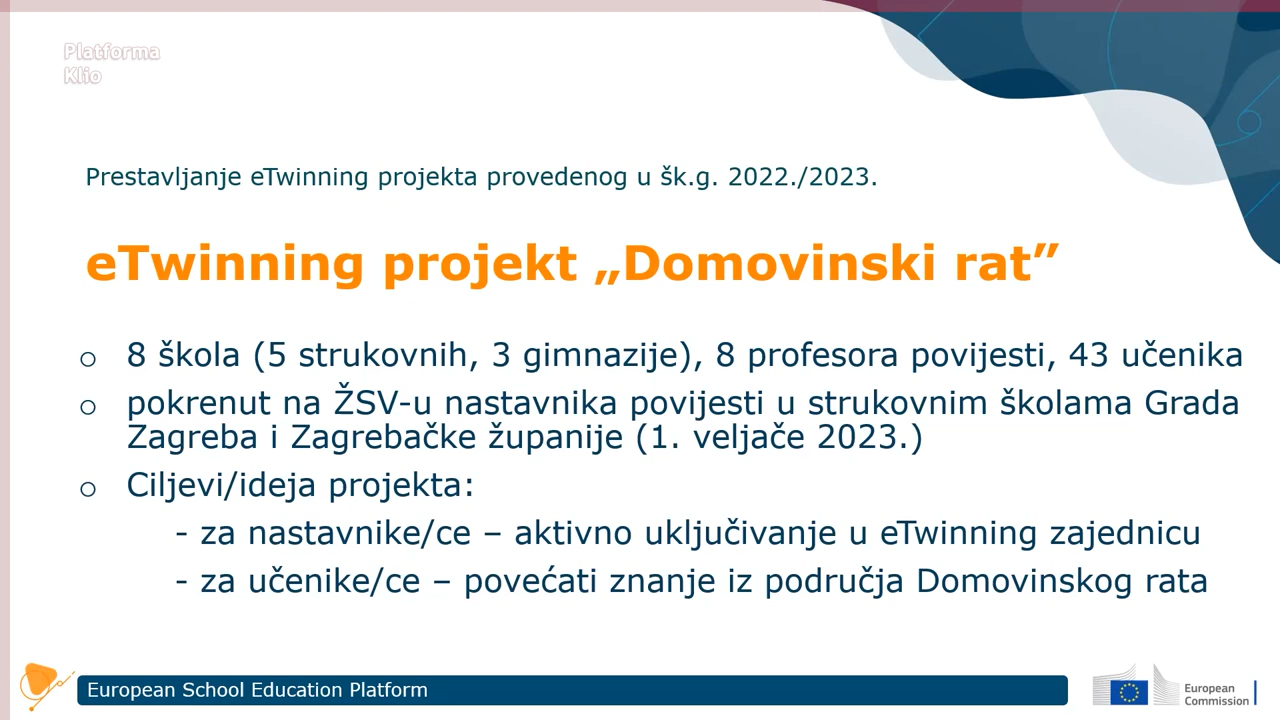 Platforma
Klio
Prestavljanje eTwinning projekta provedenog u šk.g. 2022./2023.
eTwinning projekt „Domovinski rat”
o 8 škola (5 strukovnih, 3 gimnazije), 8 profesora povijesti, 43 učenika
o pokrenut na ŽSV-u nastavnika povijesti u strukovnim školama Grada
Zagreba i Zagrebačke županije (1. veljače 2023.)
o Ciljevi/ideja projekta:
- za nastavnike/ce – aktivno uključivanje u eTwinning zajednicu
- za učenike/ce – povećati znanje iz područja Domovinskog rata
European School Education Platform
European
Commission